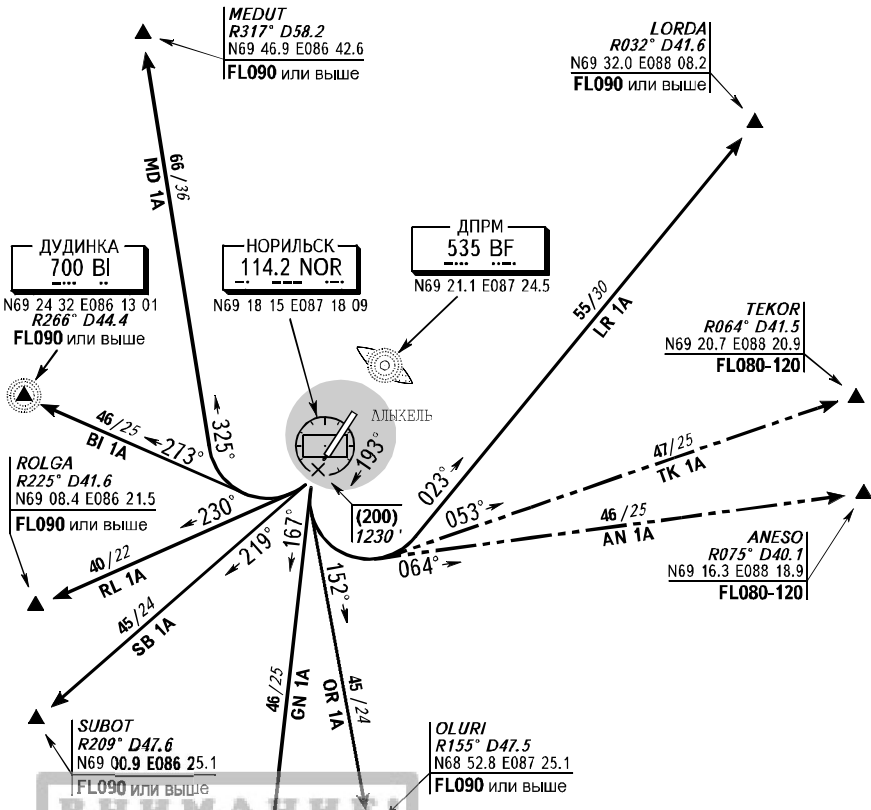 MEDUT
R317° D58.2
N69 46.9 E086 42.6
FL090 или выше
LORDA
R032° D41.6
N69 32.0 E088 08.2
FL090 или выше
66/36
MD 1A
ДУДИНКА
700 BI
N69 24 32 E086 13 01
R266° D44.4
FL090 или выше
НОРИЛЬСК
114.2 NOR
N69 18 15 E087 18 09
ДПРМ
535 BF
N69 21.1 E087 24.5
55/30
LR 1A
TEKOR
R064° D41.5
N69 20.7 E088 20.9
FL080-120
АЛЫКЕЛЬ
46/25
BI 1A
273°
325°
193°
023°
053°
47/25
TK 1A
ROLGA
R225° D41.6
N69 08.4 E086 21.5
FL090 или выше
230°
219°
167°
152°
(200)
1230'
064°
46/25
AN 1A
ANESO
R075° D40.1
N69 16.3 E088 18.9
FL080-120
40/22
RL 1A
45/24
SB 1A
46/25
GN 1A
45/24
OR 1A
SUBOT
R209° D47.6
N69 00.9 E086 25.1
FL090 или выше
OLURI
R155° D47.5
N68 52.8 E087 25.1
FL090 или выше
ВНИМАНИЕ!